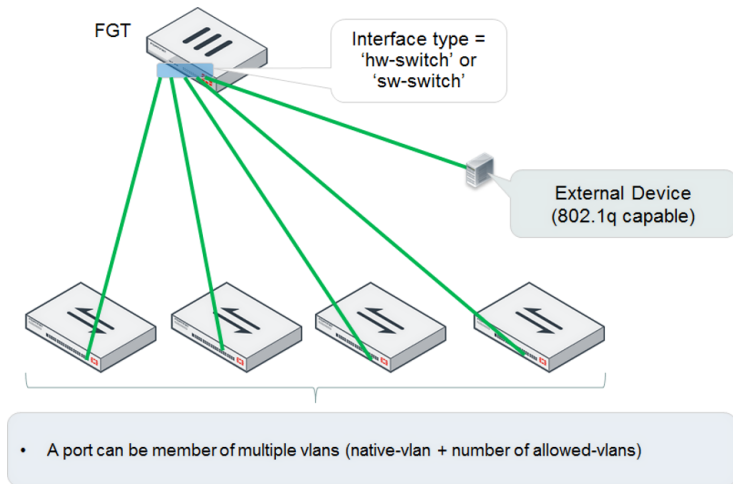 FGT
Interface type =
‘hw-switch’ or
‘sw-switch’
External Device
(802.1q capable)
• A port can be member of multiple vlans (native-vlan + number of allowed-vlans)